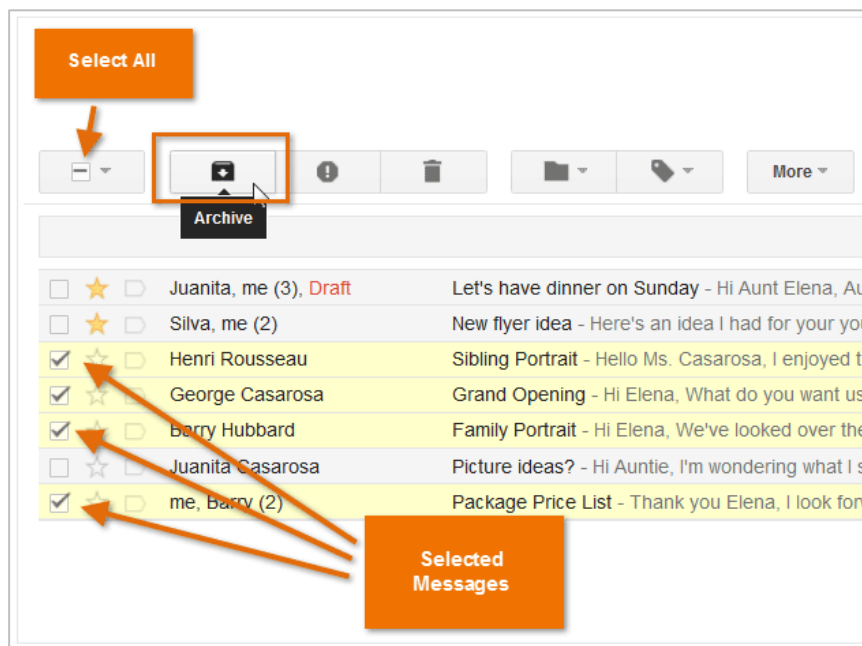 Select All
More
Archive
Juanita, me (3), Draft Let's have dinner on Sunday - Hi Aunt Elena, Au
Silva, me (2) New flyer idea - Here's an idea I had for your you
Henri Rousseau Sibling Portrait - Hello Ms. Casarosa, I enjoyed t
George Casarosa Grand Opening - Hi Elena, What do you want us
Barry Hubbard Family Portrait - Hi Elena, We've looked over the
Juanita Casarosa Picture ideas? - Hi Auntie, I'm wondering what I s
me, Barry (2) Package Price List - Thank you Elena, I look forv
Selected
Messages